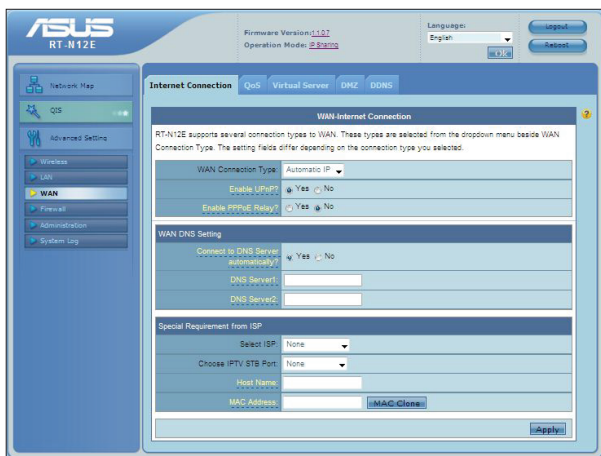 ASUS
RT-N12E
Firmware Version:1.1.0.7
Operation Mode: IP Sharing
Language:
English
OK
Logout
Reboot
Network Map
QIS
Advanced Setting
Wireless
LAN
WAN
Firewall
Administration
System Log
Internet Connection QoS Virtual Server DMZ DDNS
WAN-Internet Connection
?
RT-N12E supports several connection types to WAN. These types are selected from the dropdown menu beside WAN
Connection Type. The setting fields differ depending on the connection type you selected.
WAN Connection Type: Automatic IP
Enable UPnP? Yes No
Enable PPPoE Relay? Yes No
WAN DNS Setting
Connect to DNS Server
automatically? Yes No
DNS Server1:
DNS Server2:
Special Requirement from ISP
Select ISP: None
Choose IPTV STB Port: None
Host Name:
MAC Address: MAC Clone
Apply